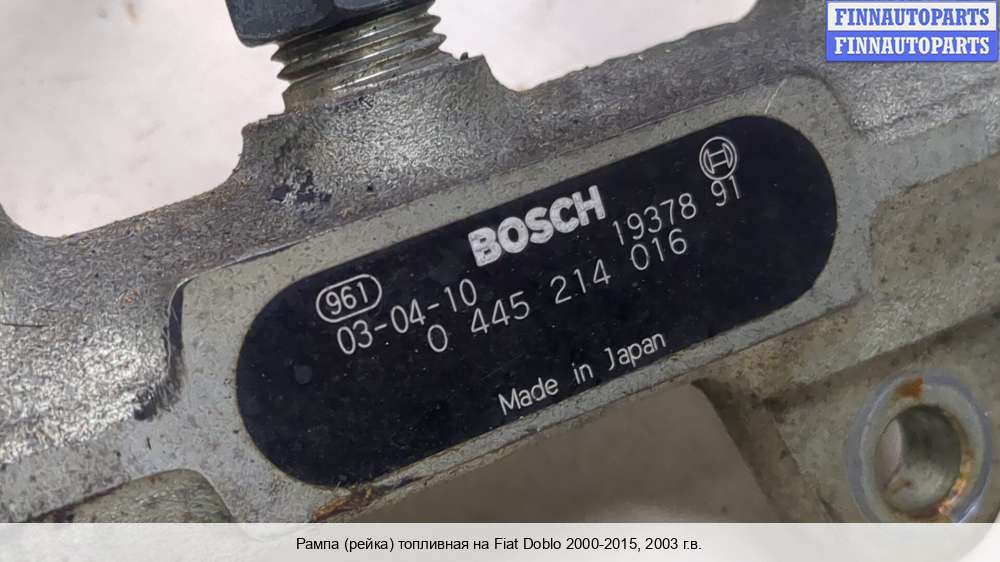 FINNAUTOPARTS
FINNAUTOPARTS
BOSCH
961
19378 91
03-04-10
0 445 214 016
Made in Japan
Рампа (рейка) топливная на Fiat Doblo 2000-2015, 2003 г.в.